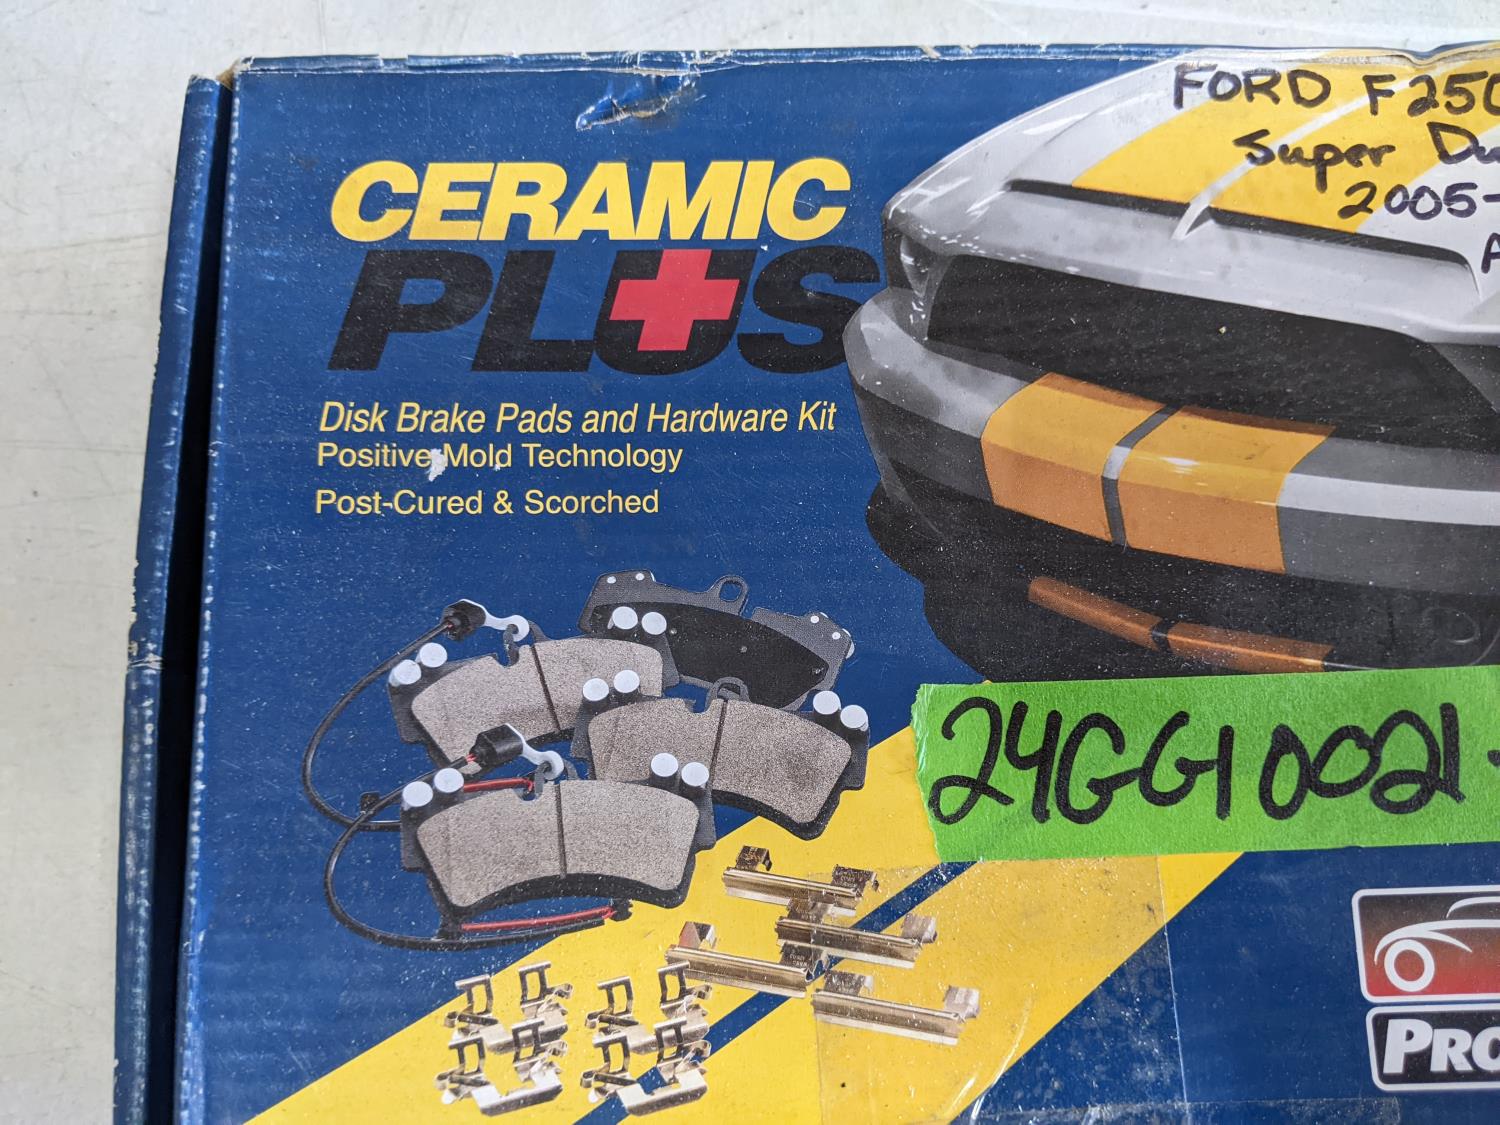 FORD F250
Super Du
2005-
A
CERAMIC
PLUS
Disk Brake Pads and Hardware Kit
Positive Mold Technology
Post-Cured & Scorched
24GG10021-
PRO